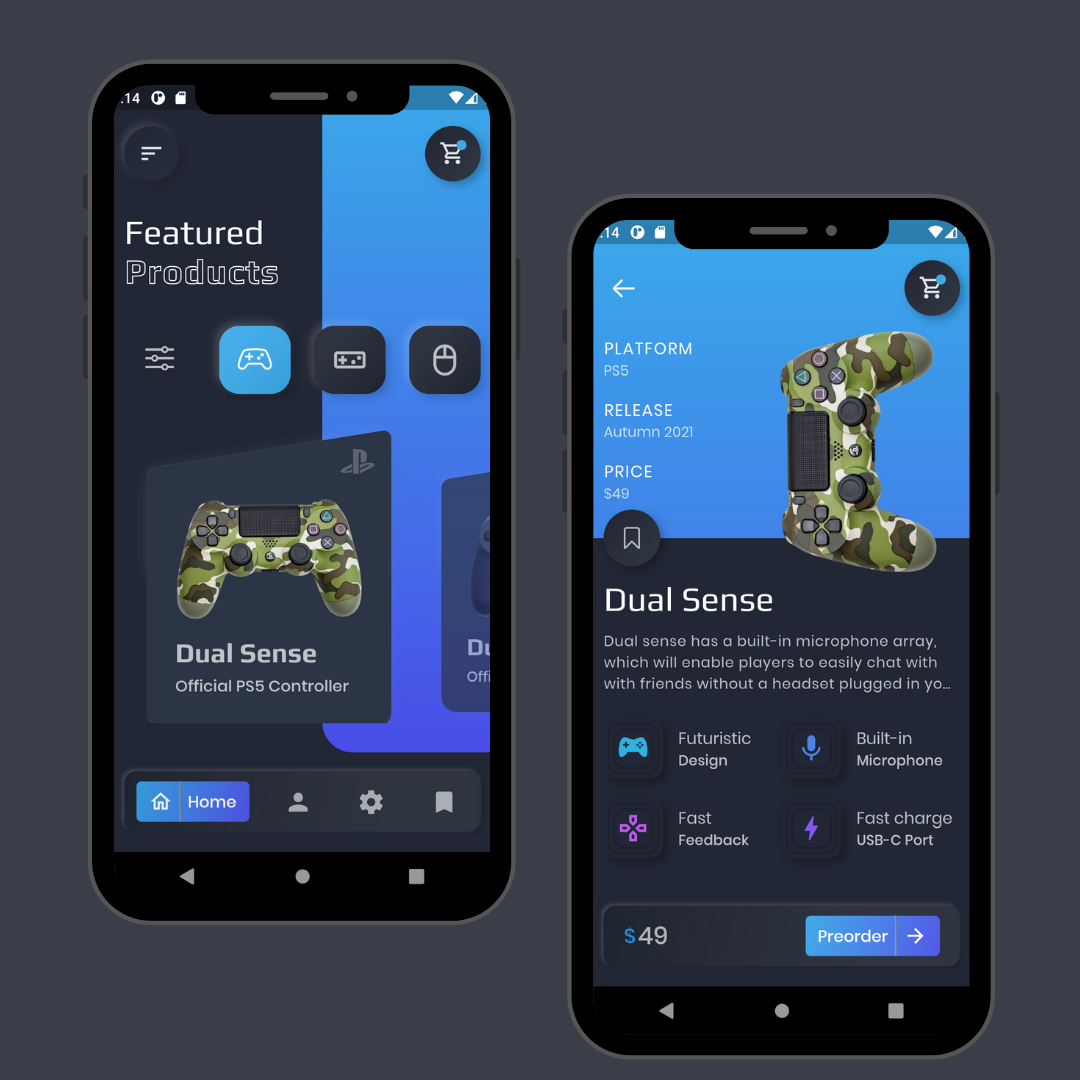 :14
Featured
Products
Dual Sense
Official PS5 Controller
Du
Offi
Home
:14
PLATFORM
PS5
RELEASE
Autumn 2021
PRICE
$49
Dual Sense
Dual sense has a built-in microphone array,
which will enable players to easily chat with
with friends without a headset plugged in yo...
Futuristic
Design
Built-in
Microphone
Fast
Feedback
Fast charge
USB-C Port
$49
Preorder